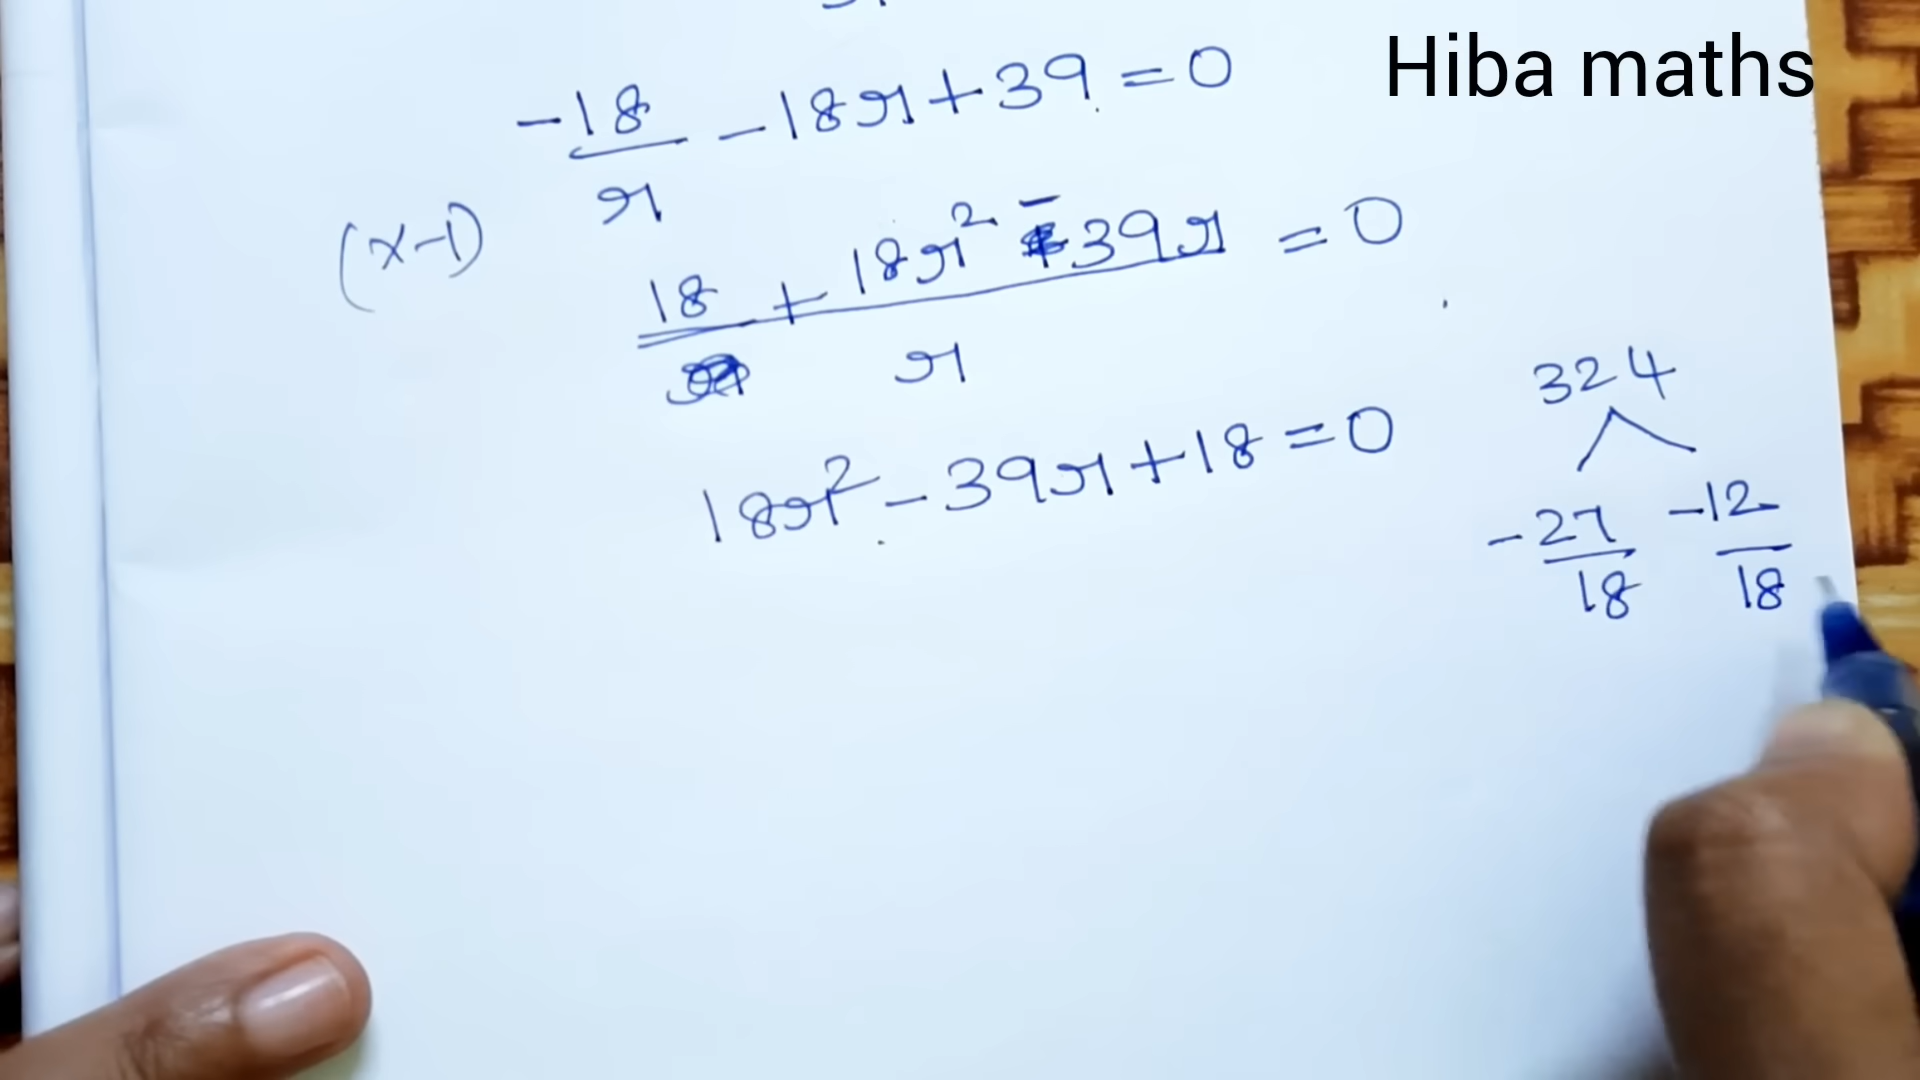 Hiba maths
-18/r - 18r + 39 = 0
(x-1)
18 + 18r² - 39r / r = 0
18r² - 39r + 18 = 0
324
-27/18 -12/18